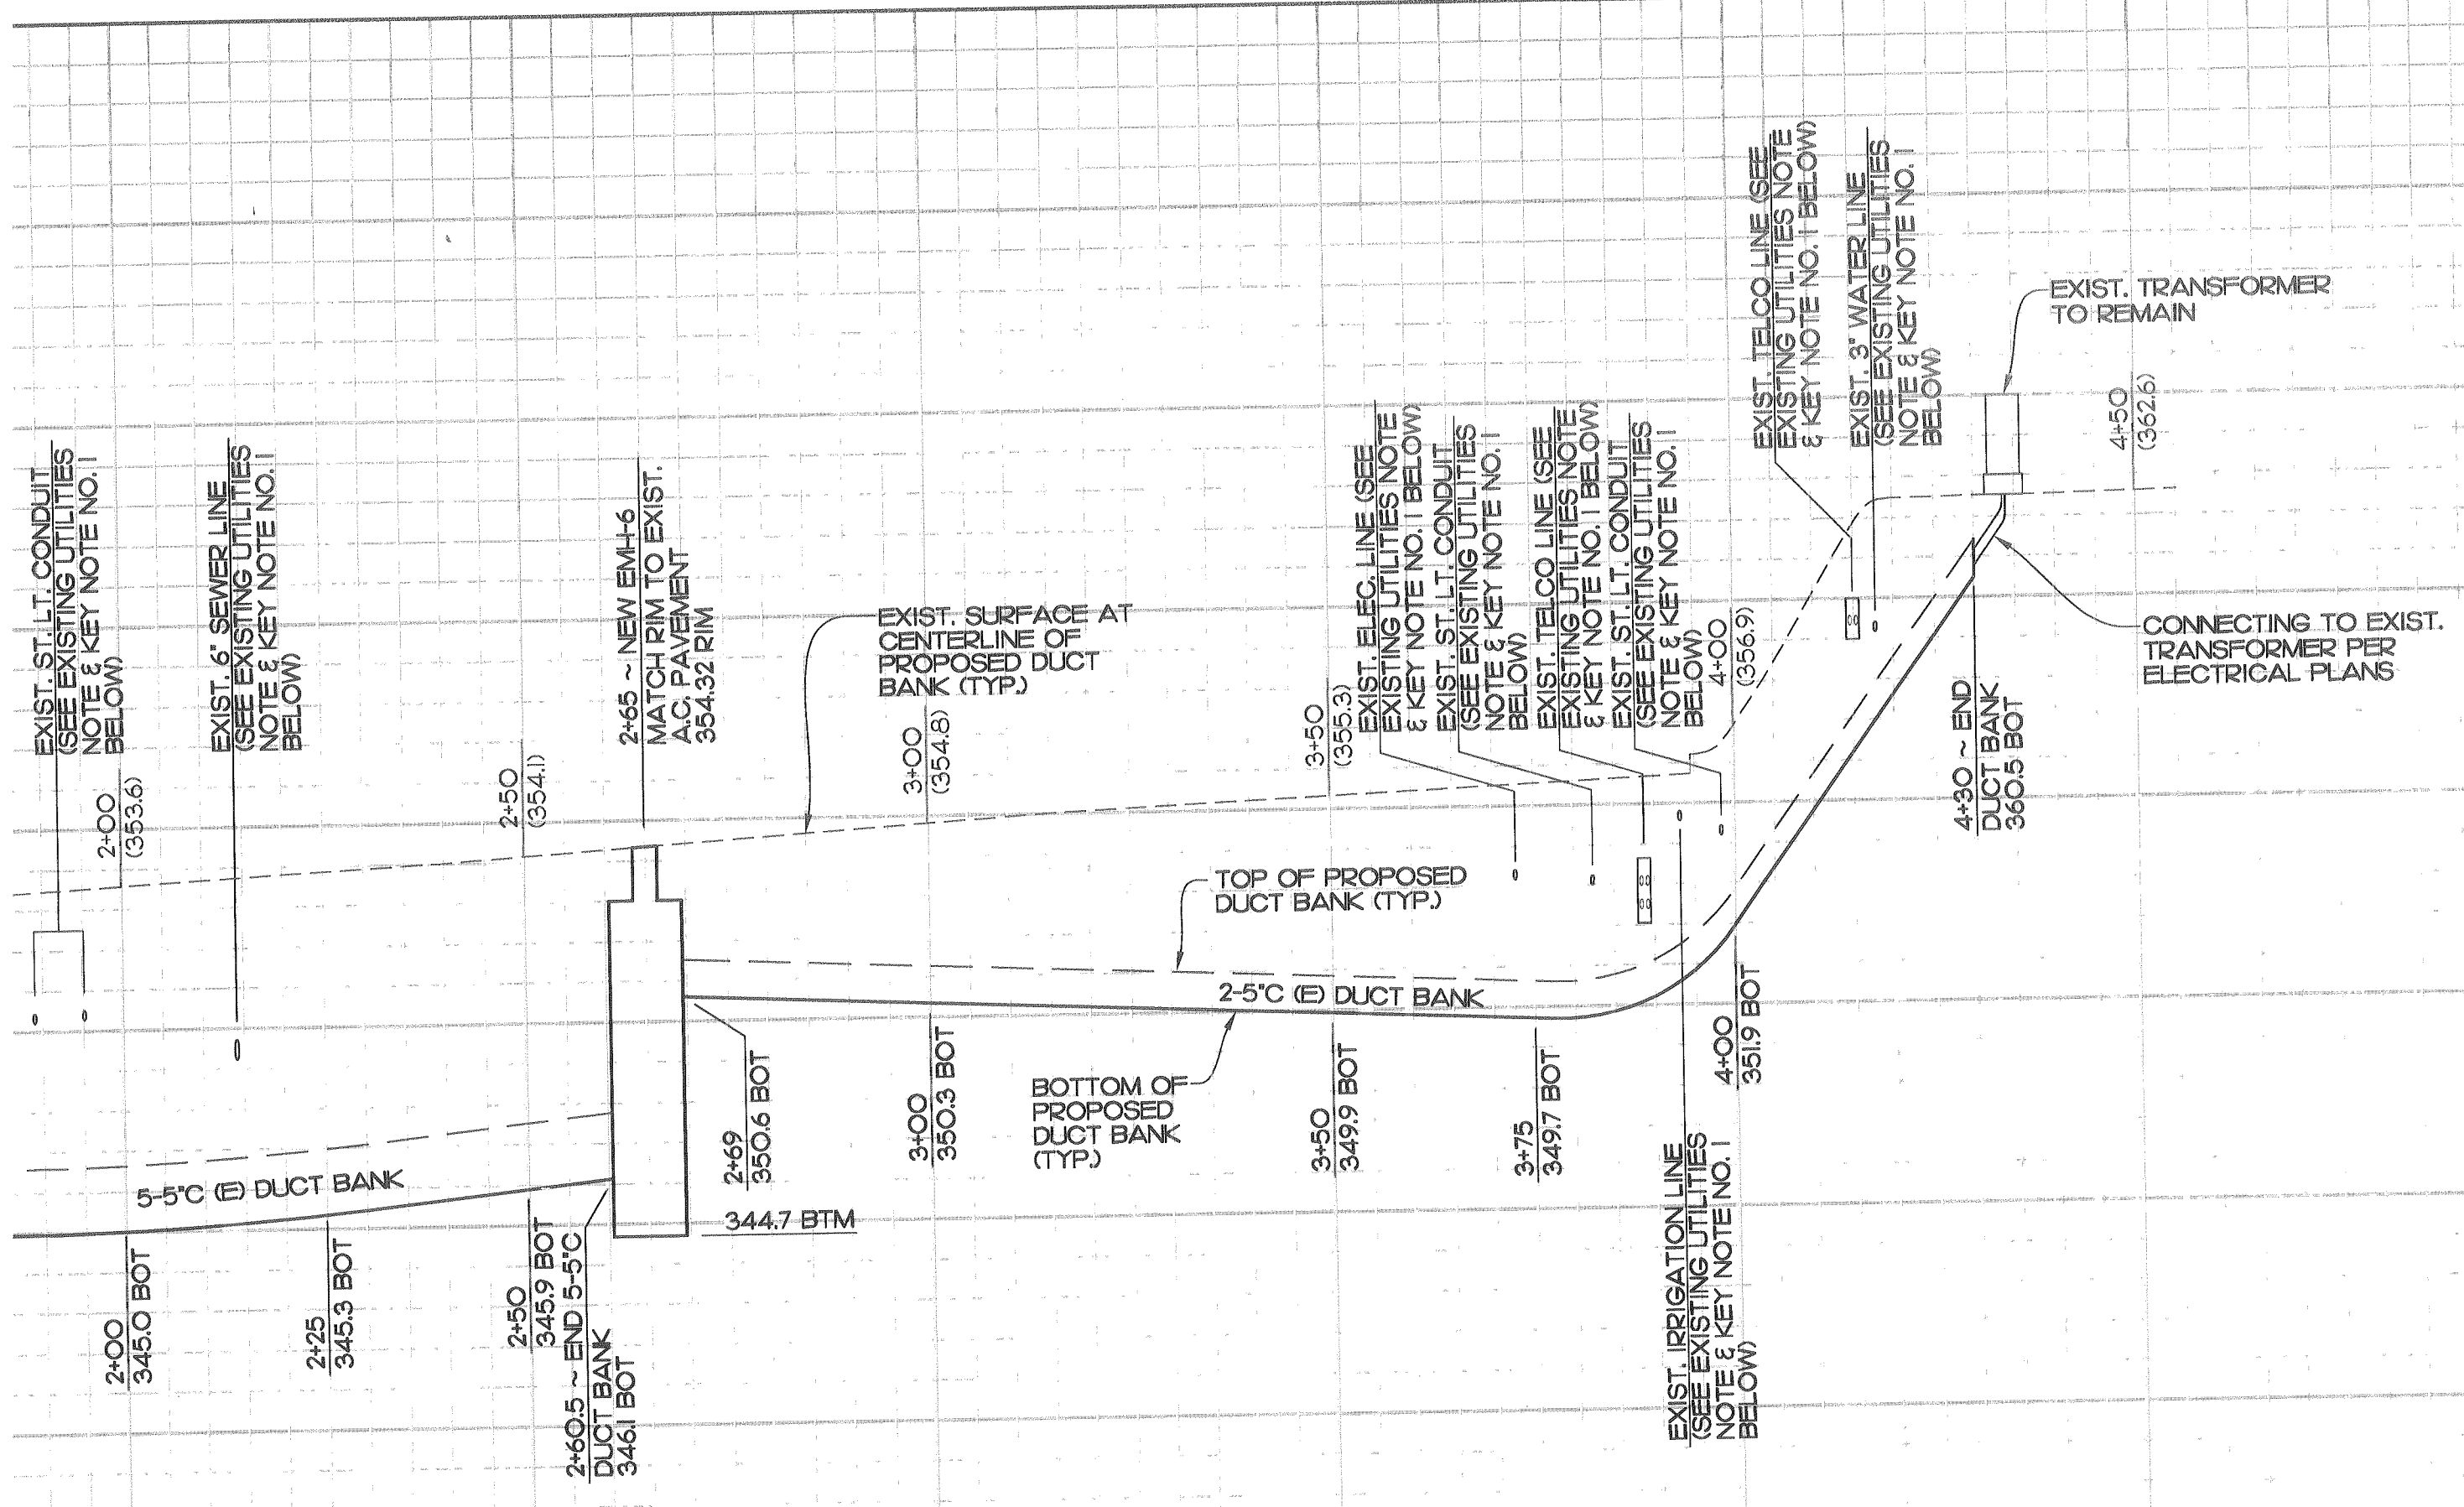 EXIST. ST. LT. CONDUIT
(SEE EXISTING UTILITIES
NOTE & KEY NOTE NO. 1
BELOW)
2+00
(353.6)
EXIST. 6" SEWER LINE
(SEE EXISTING UTILITIES
NOTE & KEY NOTE NO. 1
BELOW)
2+50
(354.1)
2+65 ~ NEW EMH-6
MATCH RIM TO EXIST.
A.C. PAVEMENT
354.32 RIM
EXIST. SURFACE AT
CENTERLINE OF
PROPOSED DUCT
BANK (TYP.)
3+00
(354.8)
3+50
(355.3)
EXIST. ELEC. LINE (SEE
EXISTING UTILITIES NOTE
& KEY NOTE NO. 1 BELOW)
EXIST. ST. LT. CONDUIT
(SEE EXISTING UTILITIES
NOTE & KEY NOTE NO. 1
BELOW)
EXIST. TELCO LINE (SEE
EXISTING UTILITIES NOTE
& KEY NOTE NO. 1 BELOW)
EXIST. ST. LT. CONDUIT
(SEE EXISTING UTILITIES
NOTE & KEY NOTE NO. 1
BELOW)
4+00
(356.9)
EXIST. TELCO LINE (SEE
EXISTING UTILITIES NOTE
& KEY NOTE NO. 1 BELOW)
EXIST. 3" WATER LINE
(SEE EXISTING UTILITIES
NOTE & KEY NOTE NO. 1
BELOW)
EXIST. TRANSFORMER
TO REMAIN
4+50
(362.6)
CONNECTING TO EXIST.
TRANSFORMER PER
ELECTRICAL PLANS
4+30 ~ END
DUCT BANK
360.5 BOT
TOP OF PROPOSED
DUCT BANK (TYP.)
2-5"C (E) DUCT BANK
BOTTOM OF
PROPOSED
DUCT BANK
(TYP.)
5-5"C (E) DUCT BANK
2+00
345.0 BOT
2+25
345.3 BOT
2+50
345.9 BOT
2+60.5 ~ END 5-5"C
DUCT BANK
346.1 BOT
344.7 BTM
2+69
350.6 BOT
3+00
350.3 BOT
3+50
349.9 BOT
3+75
349.7 BOT
EXIST. IRRIGATION LINE
(SEE EXISTING UTILITIES
NOTE & KEY NOTE NO. 1
BELOW)
4+00
351.9 BOT